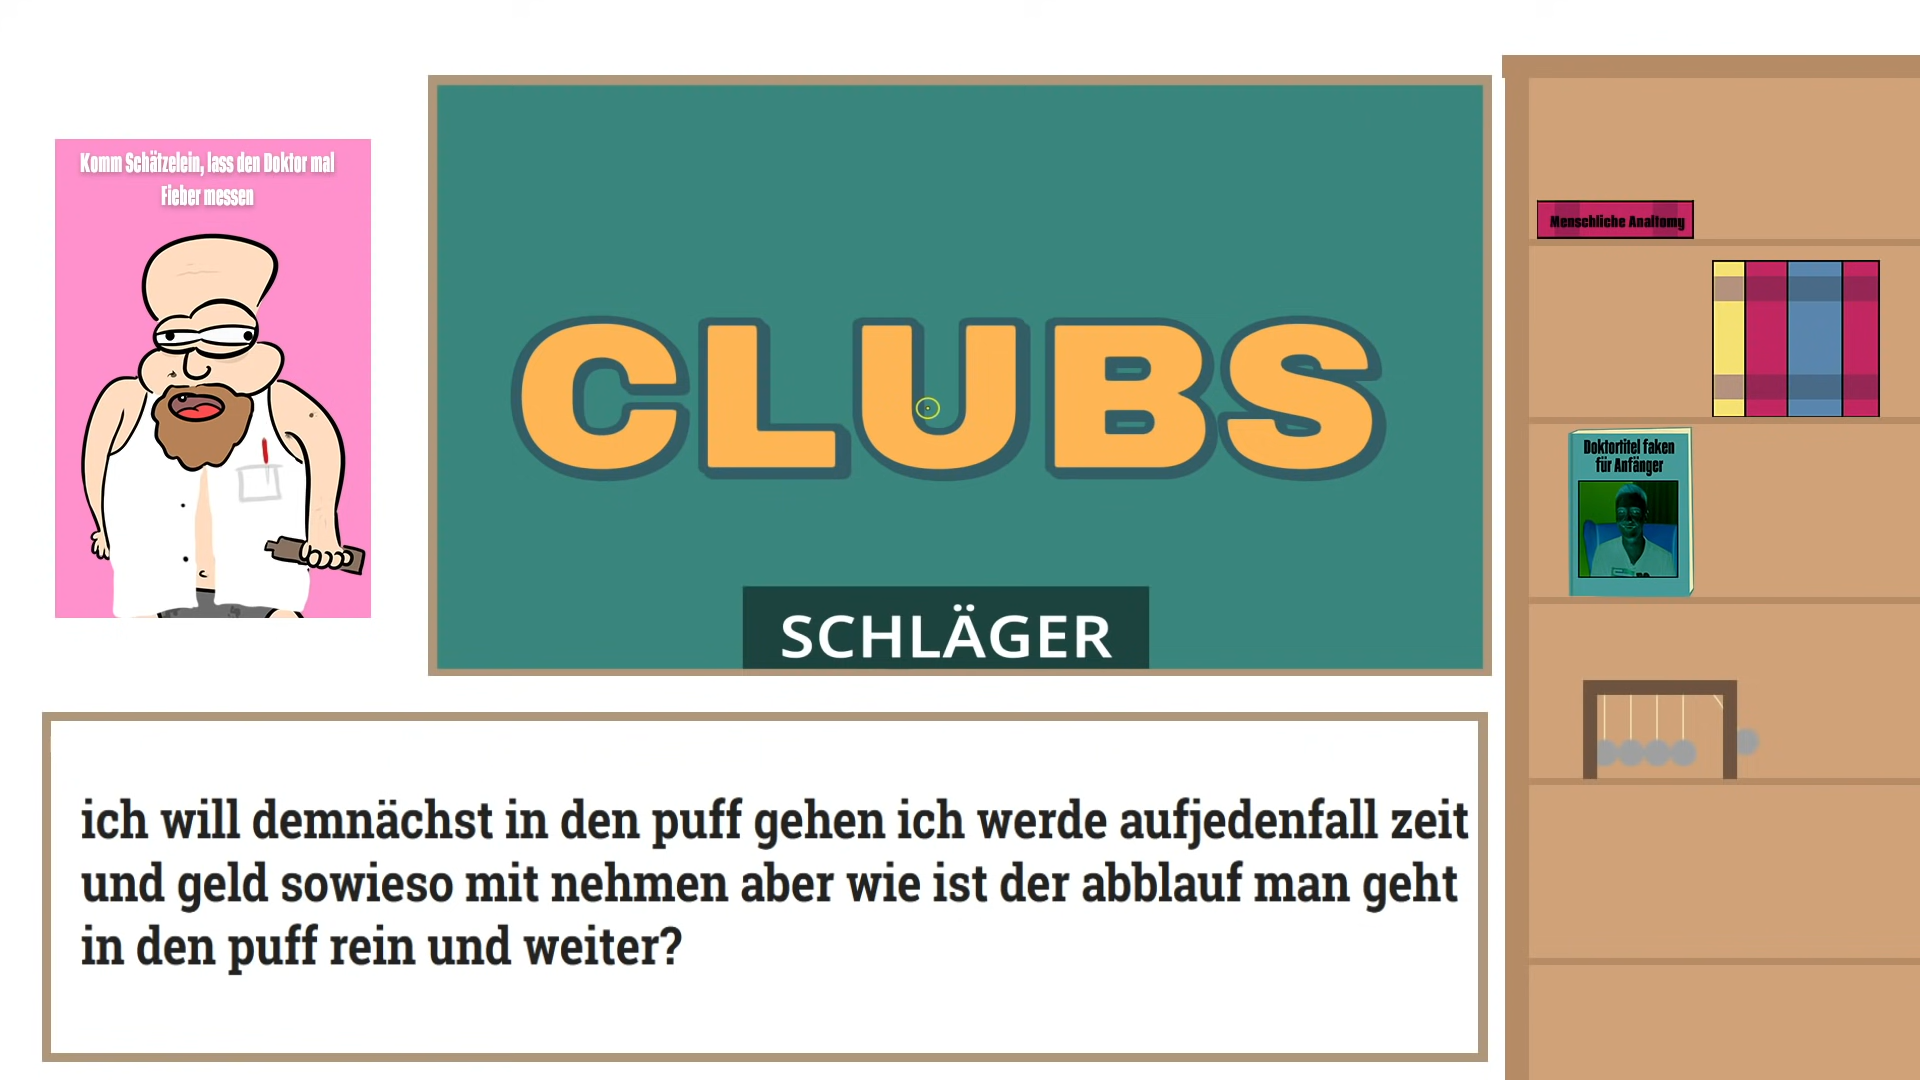 Komm Schätzelein, lass den Doktor mal
Fieber messen
CLUBS
SCHLÄGER
Menschliche Analtomy
Doktortitel faken
für Anfänger
ich will demnächst in den puff gehen ich werde aufjedenfall zeit
und geld sowieso mit nehmen aber wie ist der abblauf man geht
in den puff rein und weiter?